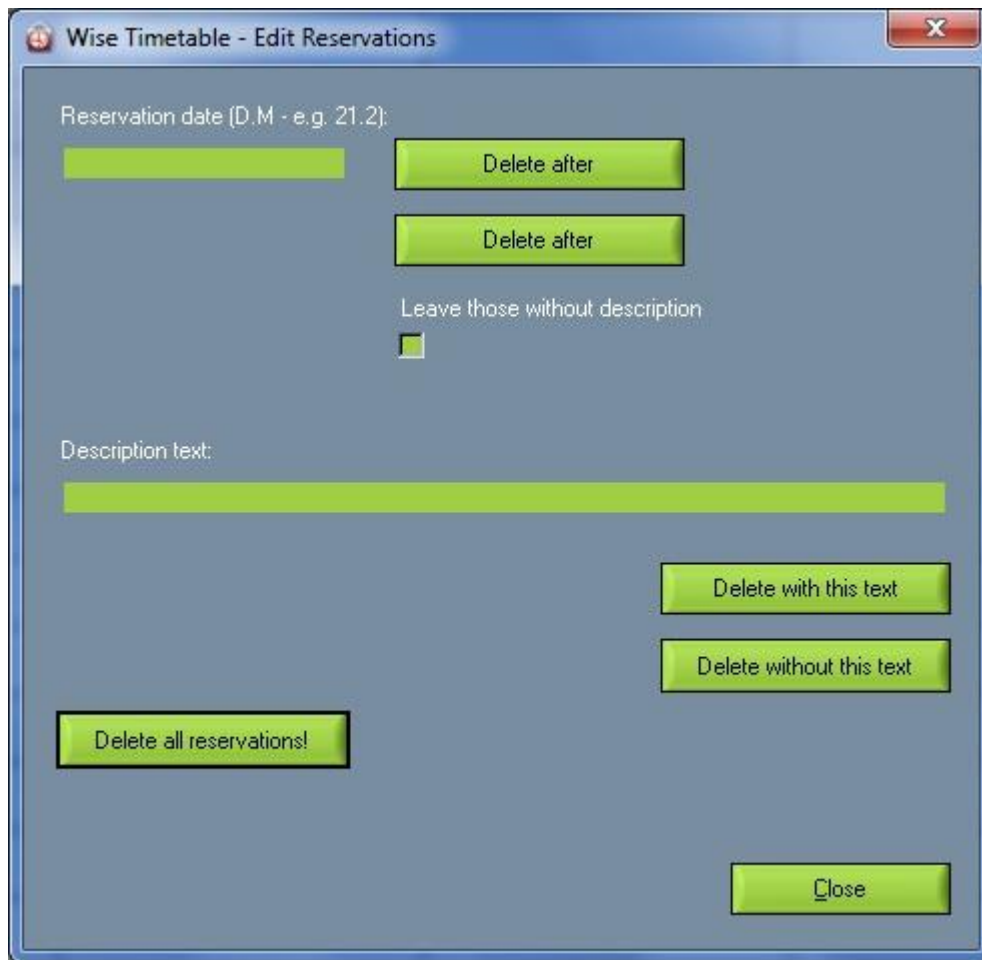 Wise Timetable - Edit Reservations
Reservation date (D.M - e.g. 21.2):
Delete after
Delete after
Leave those without description
Description text:
Delete with this text
Delete without this text
Delete all reservations!
Close